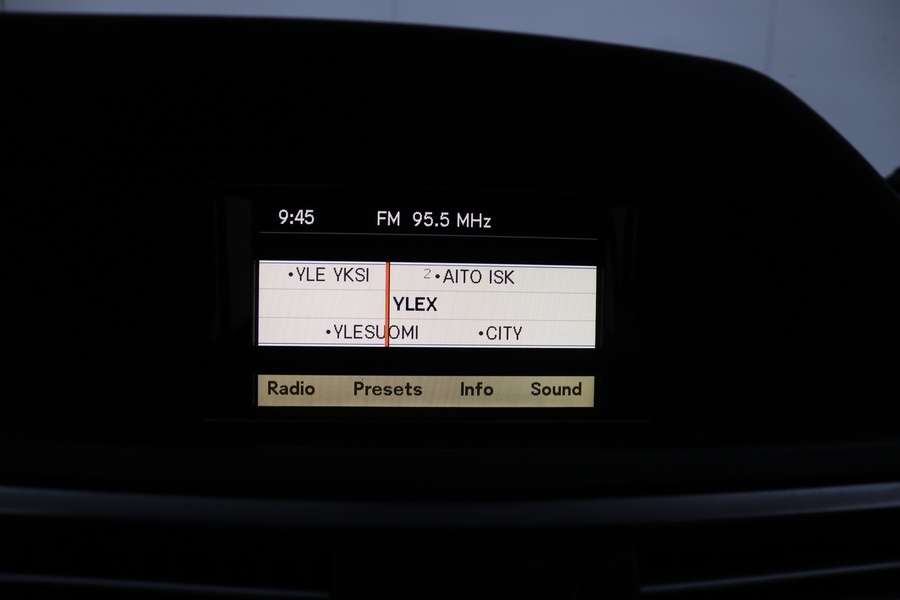 9:45 FM 95.5 MHz
•YLE YKSI 2•AITO ISK
YLEX
•YLESUOMI •CITY
Radio Presets Info Sound